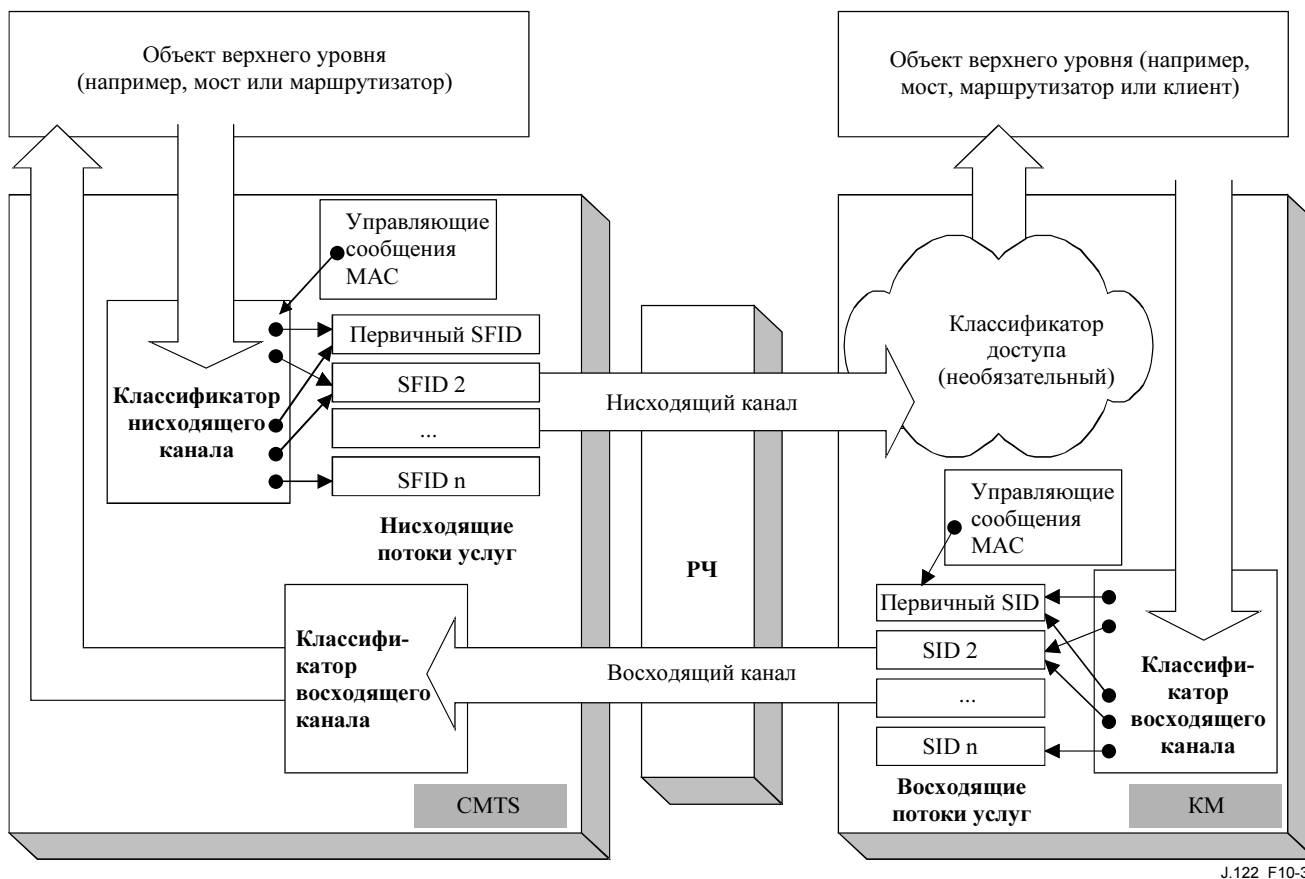 Объект верхнего уровня
(например, мост или маршрутизатор)
Объект верхнего уровня (например,
мост, маршрутизатор или клиент)
Управляющие
сообщения
MAC
Первичный SFID
SFID 2
...
SFID n
Классификатор
нисходящего
канала
Нисходящие
потоки услуг
Нисходящий канал
Классификатор
доступа
(необязательный)
Управляющие
сообщения
MAC
РЧ
Первичный SID
SID 2
...
SID n
Классифи-
катор
восходящего
канала
Восходящие
потоки услуг
Восходящий канал
Классифи-
катор
восходящего
канала
CMTS
КМ
J.122_F10-3